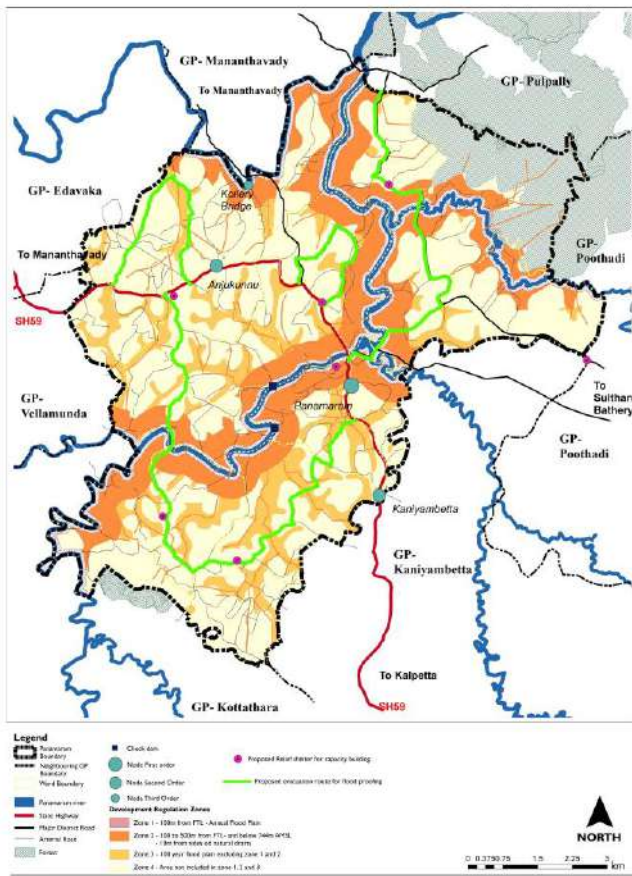 GP- Mananthavady
To Mananthavady
GP-Pulpally
GP- Edavaka
Bridge
To Mananthavady
GP-
Poothadi
Anjukunnu
SH59
GP-
Vellamunda
Panamaram
To
Sulthan
Bathery
GP-
Poothadi
Kaniyambetta
GP-
Kaniyambetta
To Kalpetta
SH59
GP- Kottathara
Legend
Panamaram
Boundary
Neighbouring GP
Boundary
Ward Boundary
Panamaram river
State Highway
Major District Road
Arterial Road
Forest
Check dam
Node First order
Node Second Order
Node Third Order
Proposed Relief shelter for capacity building
Proposed evacuation route for flood proofing
Development Regulation Zones
Zone 1 - 100m from FTL - Annual Flood Plain
Zone 2 - 100 to 500m from FTL and below 744m AMSL
- 10m from sides of natural drains
Zone 3 - 100 year flood plain excluding zone 1 and 2
Zone 4 - Area not included in zone 1, 2 and 3
NORTH
0 0.375 0.75 1.5 2.25 3
km